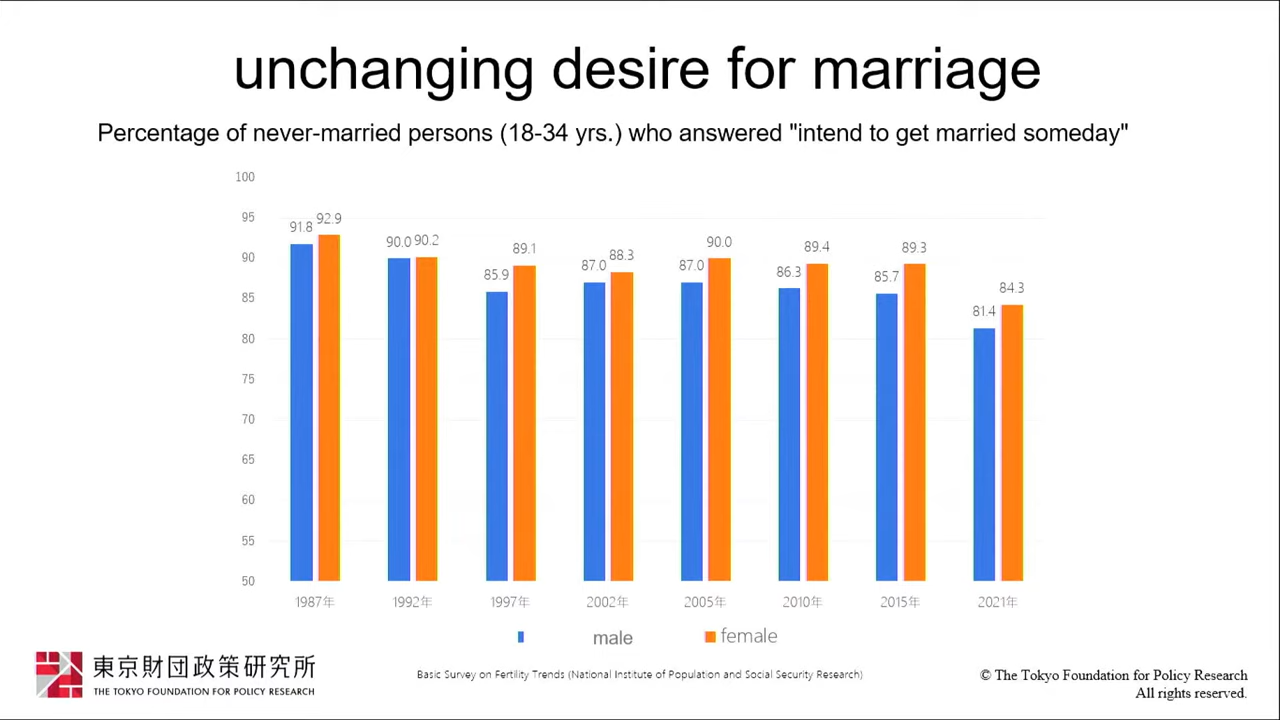 unchanging desire for marriage
Percentage of never-married persons (18-34 yrs.) who answered "intend to get married someday"
100
95
90
85
80
75
70
65
60
55
50
91.8 92.9
90.0 90.2
85.9 89.1
87.0 88.3
87.0 90.0
86.3 89.4
85.7 89.3
81.4 84.3
1987年 1992年 1997年 2002年 2005年 2010年 2015年 2021年
male female
東京財団政策研究所
THE TOKYO FOUNDATION FOR POLICY RESEARCH
Basic Survey on Fertility Trends (National Institute of Population and Social Security Research)
© The Tokyo Foundation for Policy Research
All rights reserved.